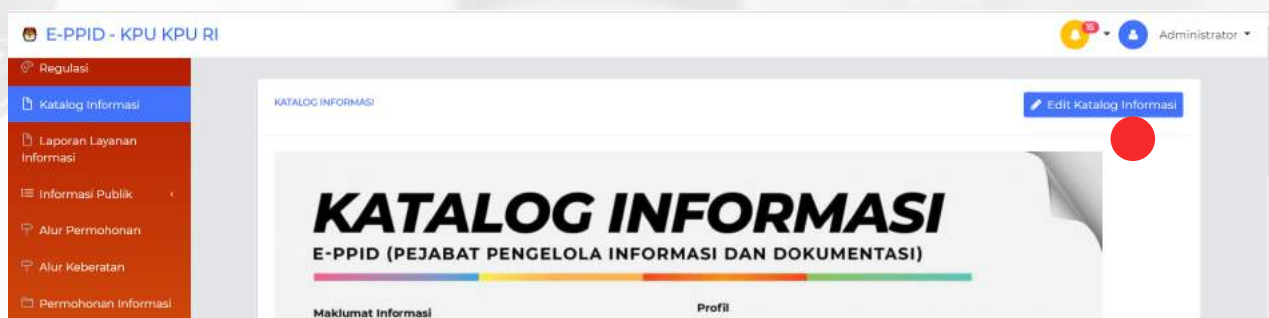 E-PPID - KPU KPU RI
15
Administrator
Regulasi
Katalog Informasi
Laporan Layanan
Informasi
Informasi Publik
Alur Permohonan
Alur Keberatan
Permohonan Informasi
KATALOG INFORMASI
Edit Katalog Informasi
KATALOG INFORMASI
E-PPID (PEJABAT PENGELOLA INFORMASI DAN DOKUMENTASI)
Maklumat Informasi
Profil